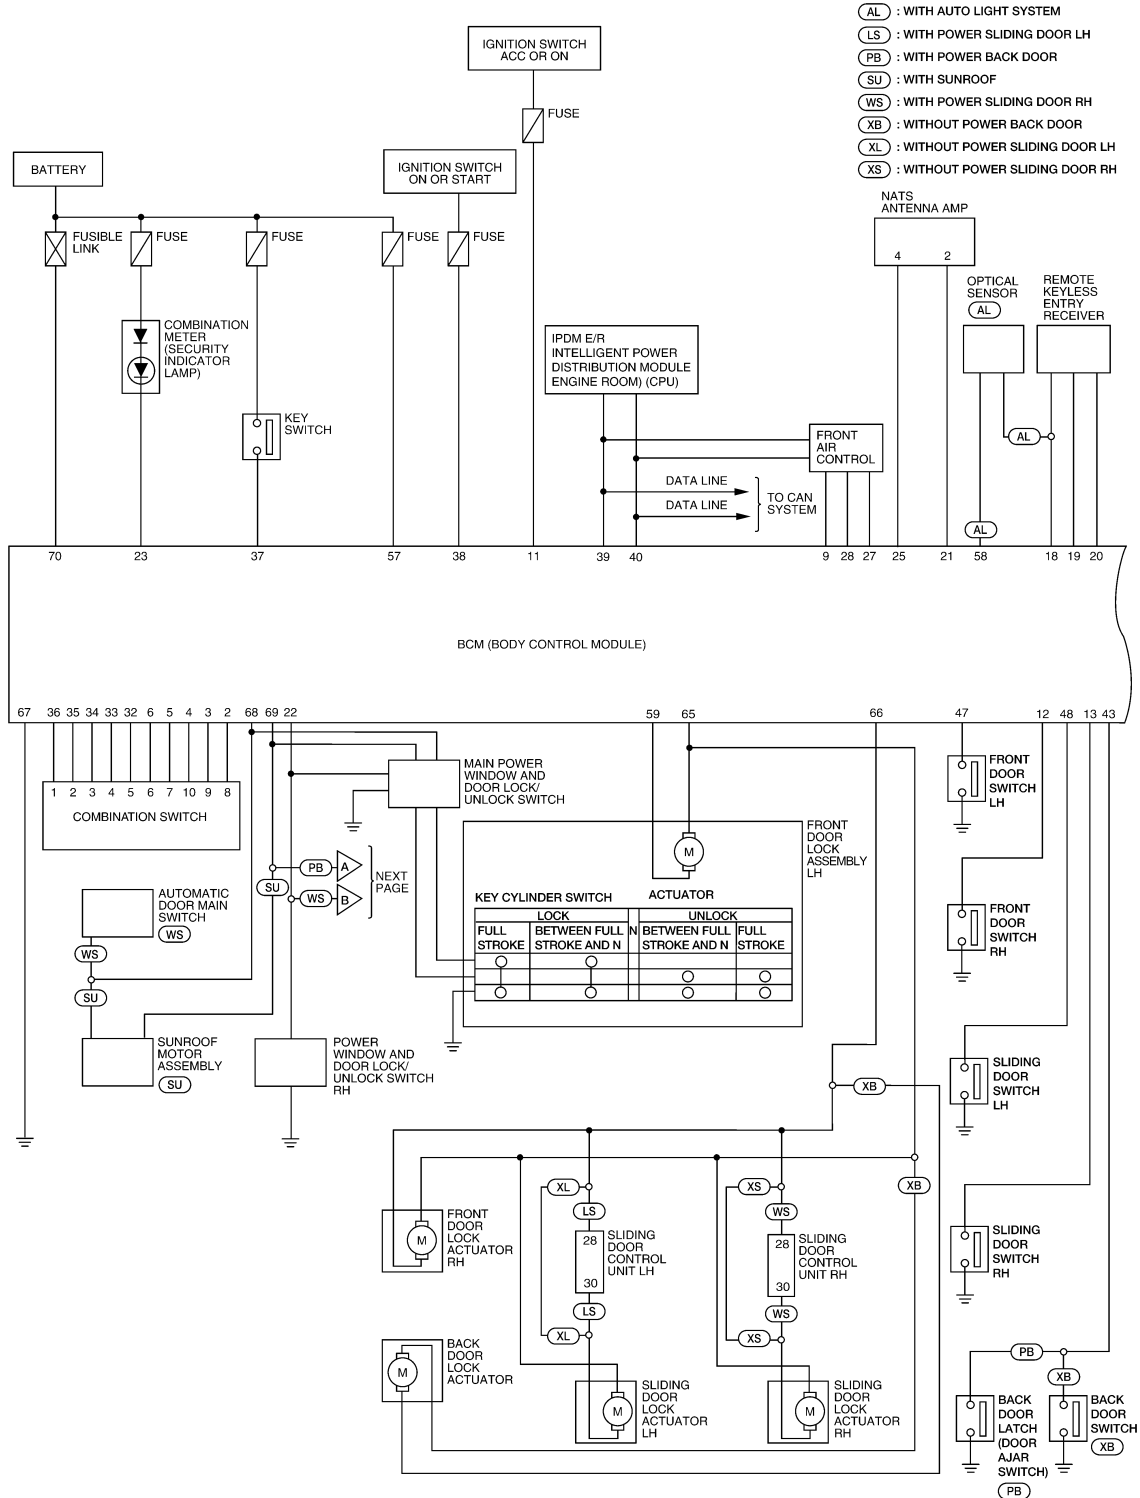 AL : WITH AUTO LIGHT SYSTEM
LS : WITH POWER SLIDING DOOR LH
PB : WITH POWER BACK DOOR
SU : WITH SUNROOF
WS : WITH POWER SLIDING DOOR RH
XB : WITHOUT POWER BACK DOOR
XL : WITHOUT POWER SLIDING DOOR LH
XS : WITHOUT POWER SLIDING DOOR RH
IGNITION SWITCH
ACC OR ON
FUSE
BATTERY
IGNITION SWITCH
ON OR START
FUSIBLE
LINK
FUSE
FUSE
FUSE
FUSE
NATS
ANTENNA AMP
4 2
OPTICAL
SENSOR
AL
REMOTE
KEYLESS
ENTRY
RECEIVER
COMBINATION
METER
(SECURITY
INDICATOR
LAMP)
KEY
SWITCH
IPDM E/R
INTELLIGENT POWER
DISTRIBUTION MODULE
ENGINE ROOM) (CPU)
FRONT
AIR
CONTROL
AL
DATA LINE
DATA LINE
TO CAN
SYSTEM
AL
70 23 37 57 38 11 39 40 9 28 27 25 21 58 18 19 20
BCM (BODY CONTROL MODULE)
67 36 35 34 33 32 6 5 4 3 2 68 69 22 59 65 66 47 12 48 13 43
1 2 3 4 5 6 7 10 9 8
COMBINATION SWITCH
MAIN POWER
WINDOW AND
DOOR LOCK/
UNLOCK SWITCH
FRONT
DOOR
SWITCH
LH
PB A
WS B
NEXT
PAGE
SU
AUTOMATIC
DOOR MAIN
SWITCH
WS
WS
SU
SUNROOF
MOTOR
ASSEMBLY
SU
POWER
WINDOW AND
DOOR LOCK/
UNLOCK SWITCH
RH
M
FRONT
DOOR
LOCK
ASSEMBLY
LH
KEY CYLINDER SWITCH
ACTUATOR
LOCK UNLOCK
FULL
STROKE
BETWEEN FULL
STROKE AND N
N
BETWEEN FULL
STROKE AND N
FULL
STROKE
FRONT
DOOR
SWITCH
RH
SLIDING
DOOR
SWITCH
LH
XB
XB
XL
LS
28
30
SLIDING
DOOR
CONTROL
UNIT LH
LS
XL
XS
WS
28
30
SLIDING
DOOR
CONTROL
UNIT RH
WS
XS
M
FRONT
DOOR
LOCK
ACTUATOR
RH
SLIDING
DOOR
SWITCH
RH
M
BACK
DOOR
LOCK
ACTUATOR
M
SLIDING
DOOR
LOCK
ACTUATOR
LH
M
SLIDING
DOOR
LOCK
ACTUATOR
RH
PB
XB
BACK
DOOR
LATCH
(DOOR
AJAR
SWITCH)
PB
BACK
DOOR
SWITCH
XB